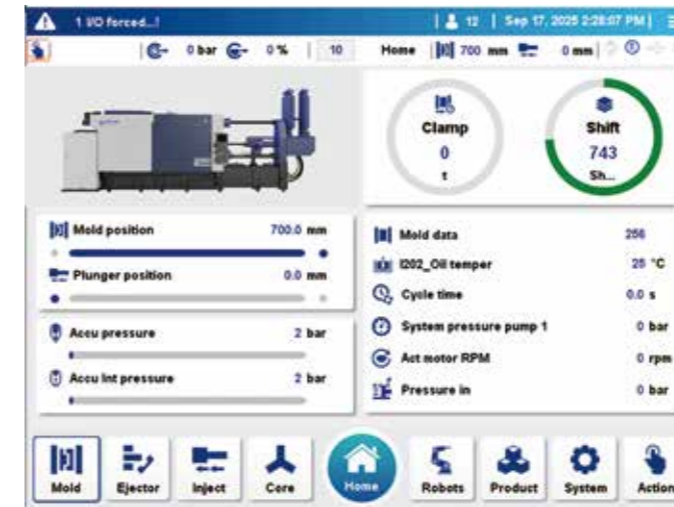 1 I/O forced...!
12 | Sep 17, 2025 2:28:07 PM
0 bar 0 % | 10 Home 700 mm 0 mm
Clamp
0
t
Shift
743
Sh...
Mold position 700.0 mm
Plunger position 0.0 mm
Accu pressure 2 bar
Accu Int pressure 2 bar
Mold data 256
I202_Oil temper 25 °C
Cycle time 0.0 s
System pressure pump 1 0 bar
Act motor RPM 0 rpm
Pressure in 0 bar
Mold Ejector Inject Core Home Robots Product System Action